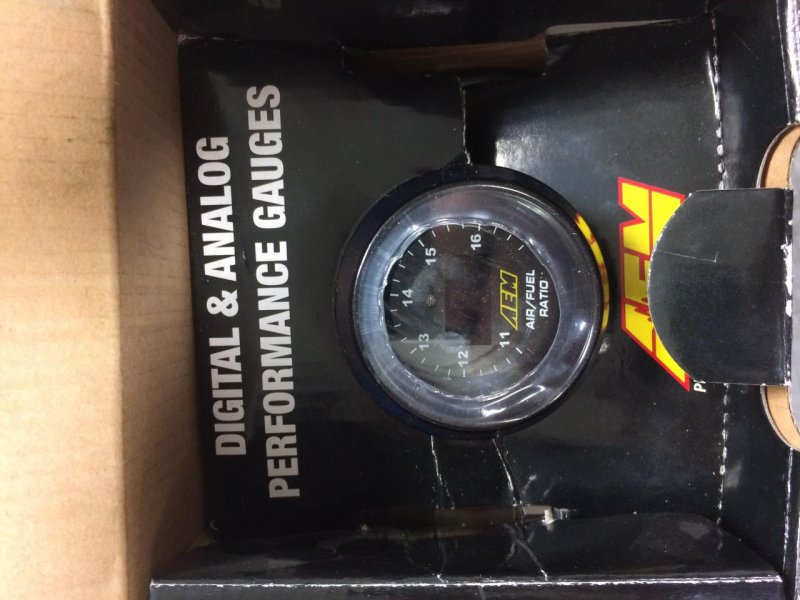 DIGITAL & ANALOG
PERFORMANCE GAUGES
11
12
13
14
15
16
AEM
AIR/FUEL
RATIO
AEM